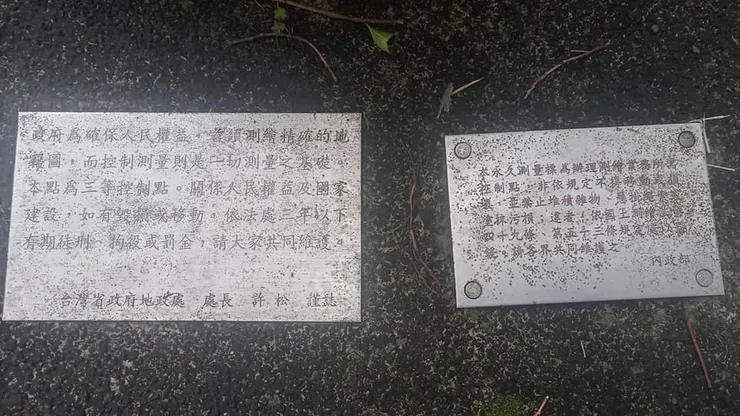 政府為確保人民權益，亟須測繪精確的地
籍圖，而控制測量則是一切測量之基礎。
本點為三等控制點。關係人民權益及國家
建設，如有毀損或移動，依法處三年以下
有期徒刑、拘役或罰金，請大家共同維護。
台灣省政府地政處 處長 許松 謹誌
本永久測量標為辦理測繪業務所
控制點，非依規定不得移動或
，並禁止堆積雜物、懸掛繩索
塗抹污損；違者，依國土測繪法第
四十九條、第五十三條規定處以罰
鍰。請各界共同維護之
內政部